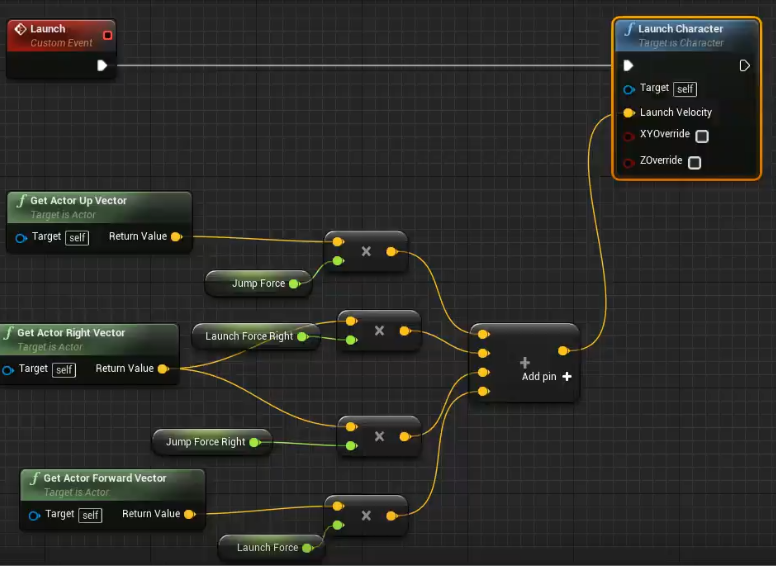 Launch
Custom Event
f Launch Character
Target is Character
Target self
Launch Velocity
XYOverride
ZOverride
f Get Actor Up Vector
Target is Actor
Target self Return Value
×
Jump Force
f Get Actor Right Vector
Target is Actor
Target self Return Value
Launch Force Right
×
+
Add pin +
Jump Force Right
×
f Get Actor Forward Vector
Target is Actor
Target self Return Value
×
Launch Force